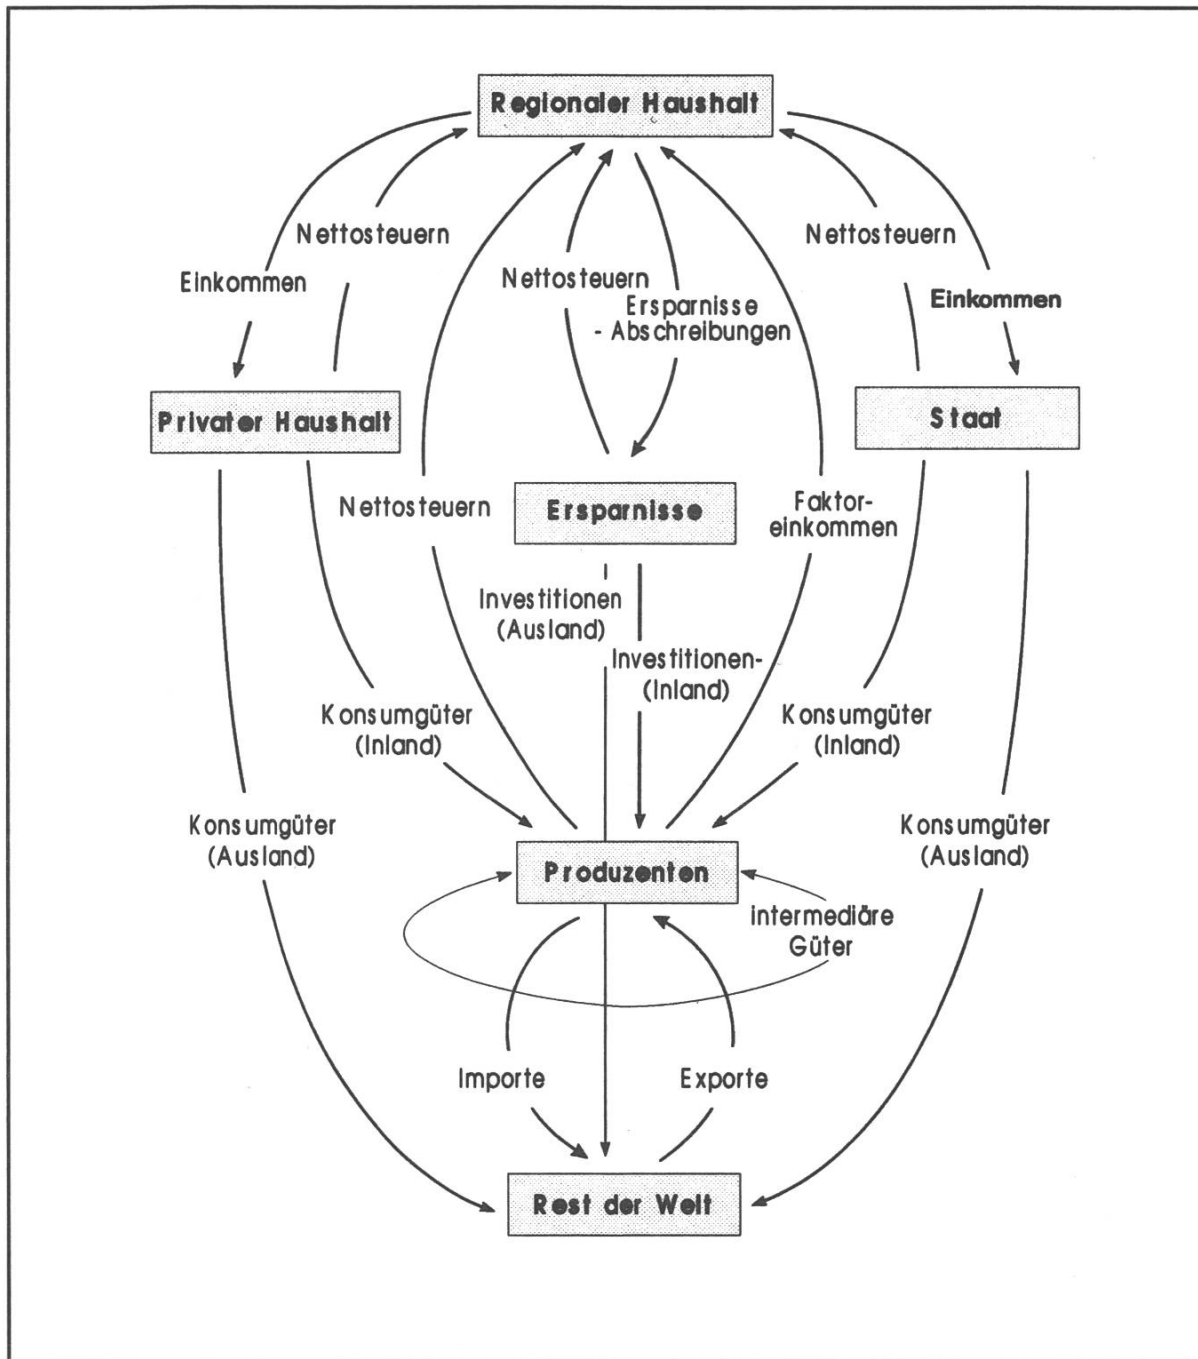 Regionaler Haushalt
Nettosteuern
Nettosteuern
Einkommen
Nettosteuern
Ersparnisse
- Abschreibungen
Einkommen
Privater Haushalt
Staat
Nettosteuern
Ersparnisse
Faktor-
einkommen
Investitionen
(Ausland)
Investitionen-
(Inland)
Konsumgüter
(Inland)
Konsumgüter
(Inland)
Konsumgüter
(Ausland)
Konsumgüter
(Ausland)
Produzenten
intermediäre
Güter
Importe
Exporte
Rest der Welt